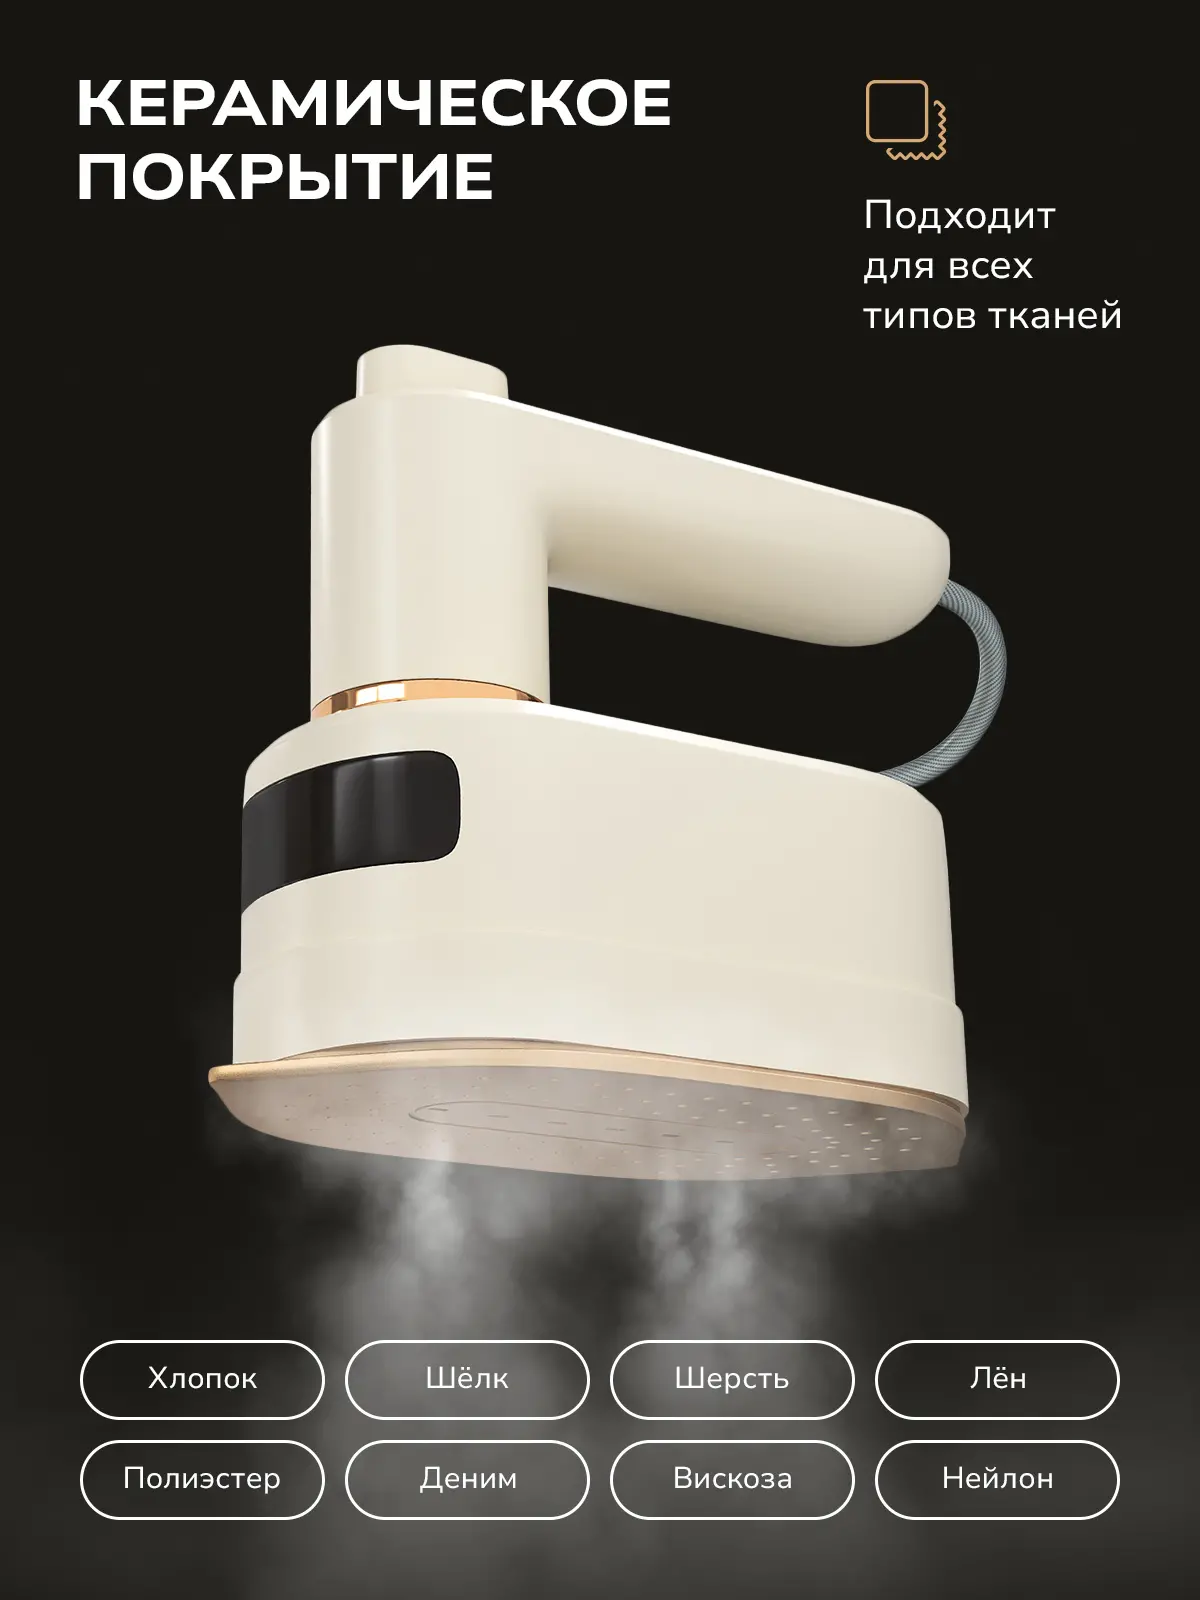 КЕРАМИЧЕСКОЕ
ПОКРЫТИЕ
Подходит
для всех
типов тканей
Хлопок
Шёлк
Шерсть
Лён
Полиэстер
Деним
Вискоза
Нейлон